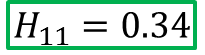 H₁₁ = 0.34